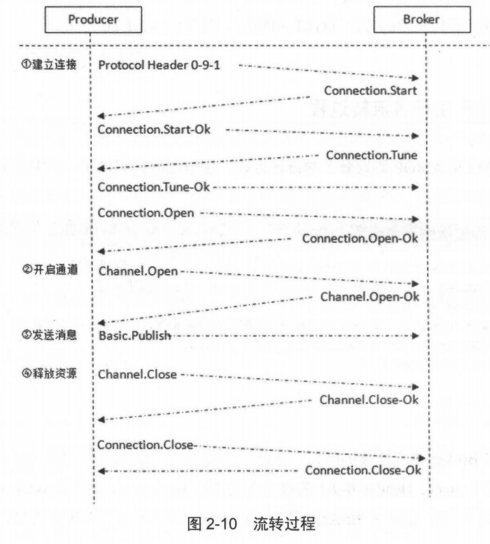 Producer Broker
①建立连接 Protocol Header 0-9-1
Connection.Start
Connection.Start-Ok
Connection.Tune
Connection.Tune-Ok
Connection.Open
Connection.Open-Ok
②开启通道 Channel.Open
Channel.Open-Ok
③发送消息 Basic.Publish
④释放资源 Channel.Close
Channel.Close-Ok
Connection.Close
Connection.Close-Ok
图 2-10 流转过程